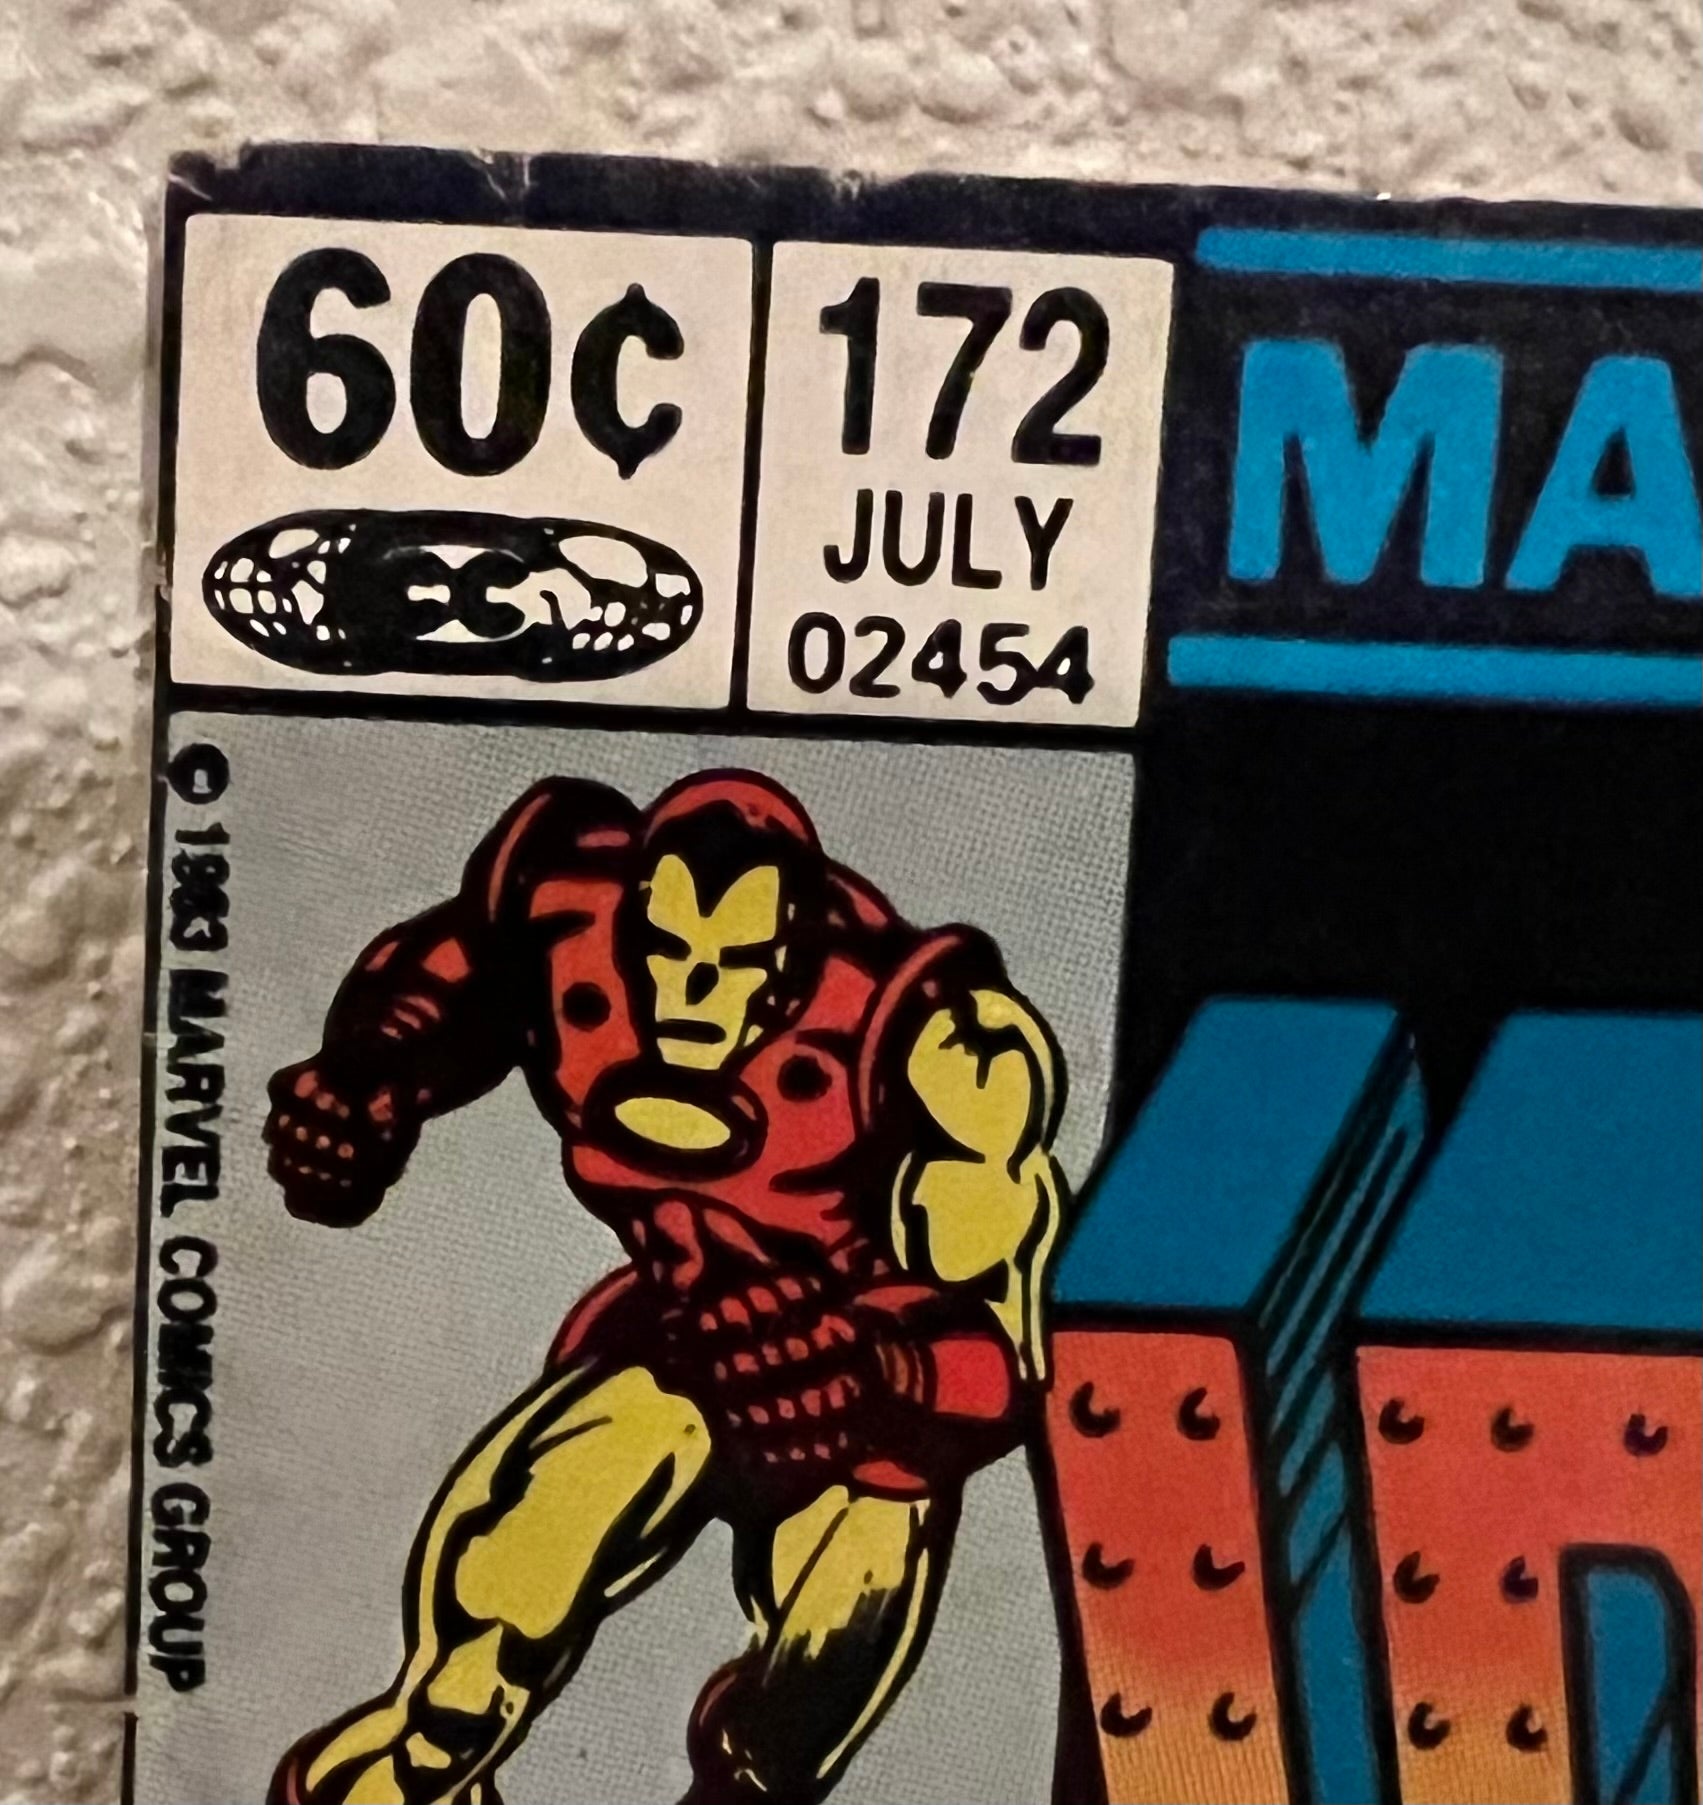 60¢
172
JULY
02454
MA
© 1983 MARVEL COMICS GROUP